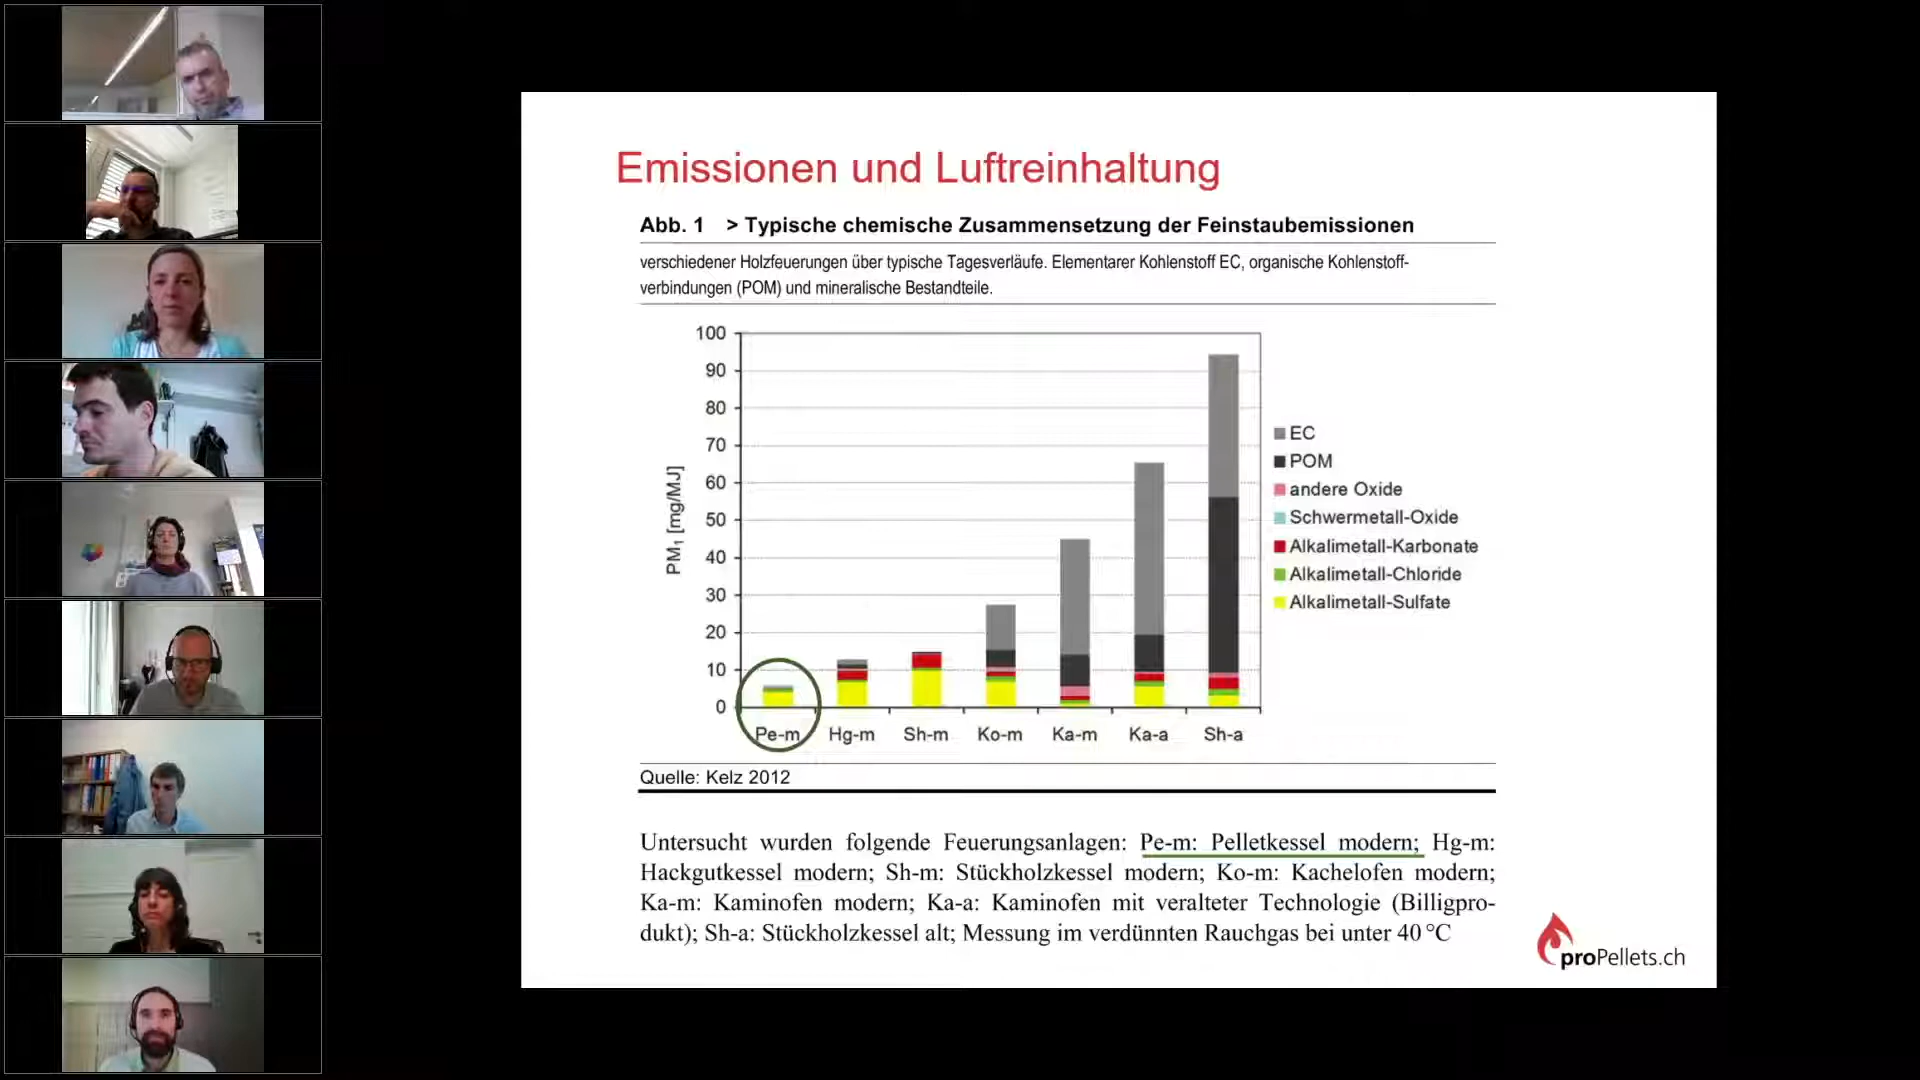 Emissionen und Luftreinhaltung
Abb. 1 > Typische chemische Zusammensetzung der Feinstaubemissionen
verschiedener Holzfeuerungen über typische Tagesverläufe. Elementarer Kohlenstoff EC, organische Kohlenstoff-
verbindungen (POM) und mineralische Bestandteile.
PM1 [mg/MJ]
100
90
80
70
60
50
40
30
20
10
0
Pe-m Hg-m Sh-m Ko-m Ka-m Ka-a Sh-a
EC
POM
andere Oxide
Schwermetall-Oxide
Alkalimetall-Karbonate
Alkalimetall-Chloride
Alkalimetall-Sulfate
Quelle: Kelz 2012
Untersucht wurden folgende Feuerungsanlagen: Pe-m: Pelletkessel modern; Hg-m:
Hackgutkessel modern; Sh-m: Stückholzkessel modern; Ko-m: Kachelofen modern;
Ka-m: Kaminofen modern; Ka-a: Kaminofen mit veralteter Technologie (Billigpro-
dukt); Sh-a: Stückholzkessel alt; Messung im verdünnten Rauchgas bei unter 40 °C
proPellets.ch